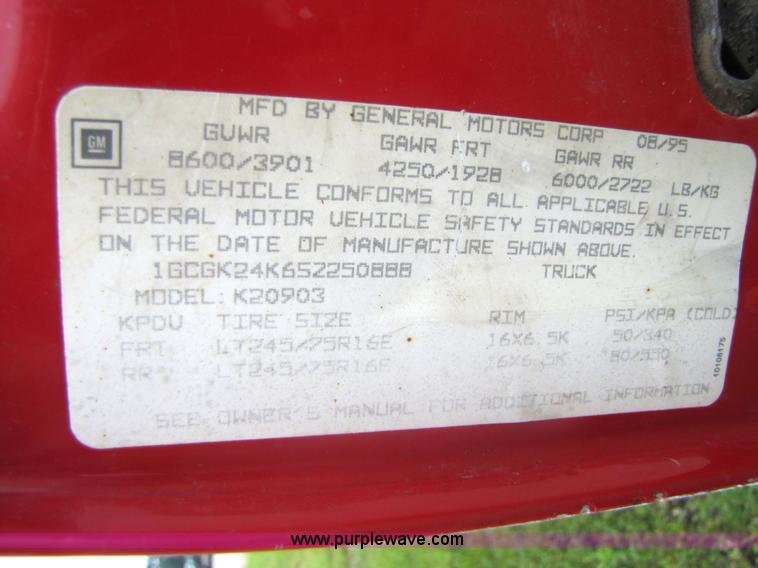 MFD BY GENERAL MOTORS CORP 08/95
GM
GVWR GAWR FRT GAWR RR
8600/3901 4250/1928 6000/2722 LB/KG
THIS VEHICLE CONFORMS TO ALL APPLICABLE U.S.
FEDERAL MOTOR VEHICLE SAFETY STANDARDS IN EFFECT
ON THE DATE OF MANUFACTURE SHOWN ABOVE.
1GCGK24K6SZ250888 TRUCK
MODEL: K20903
KPDV TIRE SIZE RIM PSI/KPA (COLD)
FRT LT245/75R16E 16X6.5K 50/340
RR LT245/75R16E 16X6.5K 80/550
SEE OWNER'S MANUAL FOR ADDITIONAL INFORMATION
10108175
www.purplewave.com